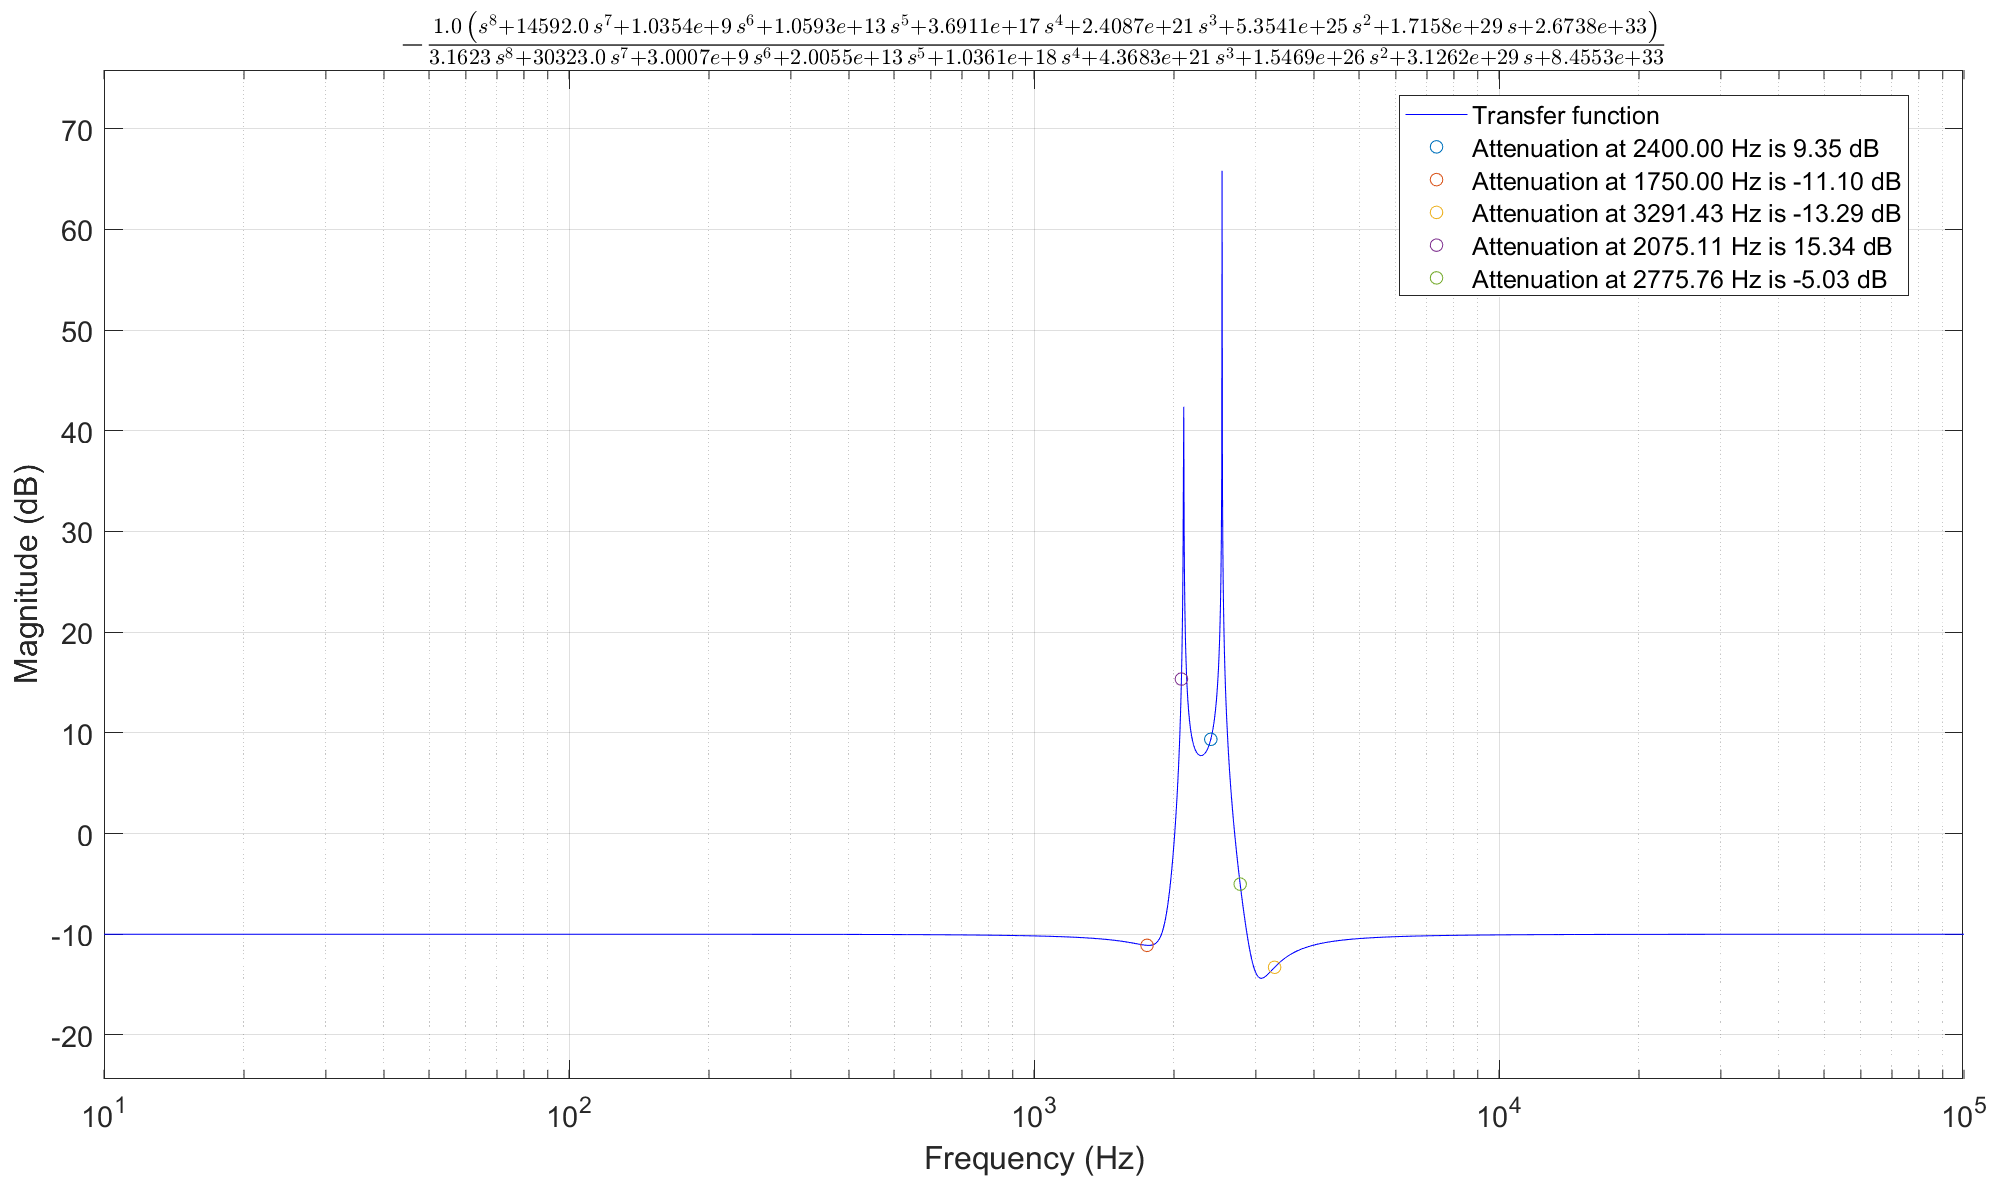 − 1.0 (s⁸+14592.0 s⁷+1.0354e+9 s⁶+1.0593e+13 s⁵+3.6911e+17 s⁴+2.4087e+21 s³+5.3541e+25 s²+1.7158e+29 s+2.6738e+33)
3.1623 s⁸+30323.0 s⁷+3.0007e+9 s⁶+2.0055e+13 s⁵+1.0361e+18 s⁴+4.3683e+21 s³+1.5469e+26 s²+3.1262e+29 s+8.4553e+33
Transfer function
Attenuation at 2400.00 Hz is 9.35 dB
Attenuation at 1750.00 Hz is -11.10 dB
Attenuation at 3291.43 Hz is -13.29 dB
Attenuation at 2075.11 Hz is 15.34 dB
Attenuation at 2775.76 Hz is -5.03 dB
Magnitude (dB)
70
60
50
40
30
20
10
0
-10
-20
10¹ 10² 10³ 10⁴ 10⁵
Frequency (Hz)